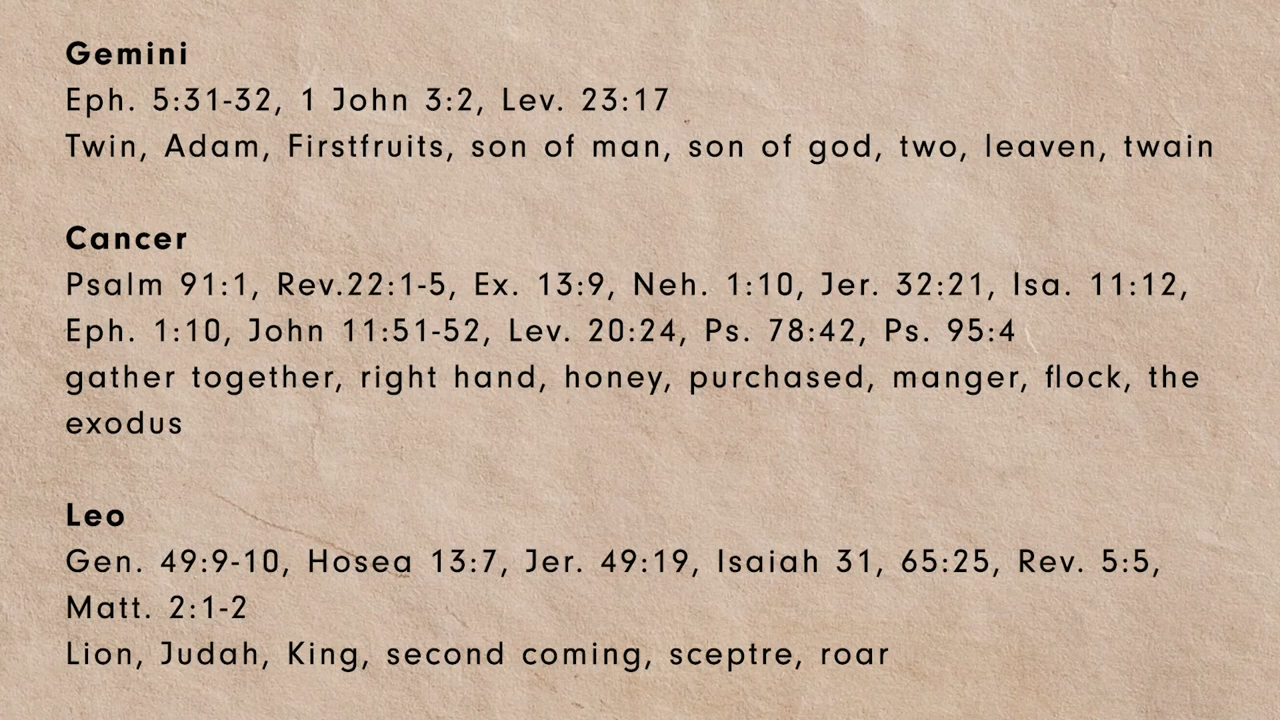 Gemini
Eph. 5:31-32, 1 John 3:2, Lev. 23:17
Twin, Adam, Firstfruits, son of man, son of god, two, leaven, twain
Cancer
Psalm 91:1, Rev.22:1-5, Ex. 13:9, Neh. 1:10, Jer. 32:21, Isa. 11:12,
Eph. 1:10, John 11:51-52, Lev. 20:24, Ps. 78:42, Ps. 95:4
gather together, right hand, honey, purchased, manger, flock, the
exodus
Leo
Gen. 49:9-10, Hosea 13:7, Jer. 49:19, Isaiah 31, 65:25, Rev. 5:5,
Matt. 2:1-2
Lion, Judah, King, second coming, sceptre, roar